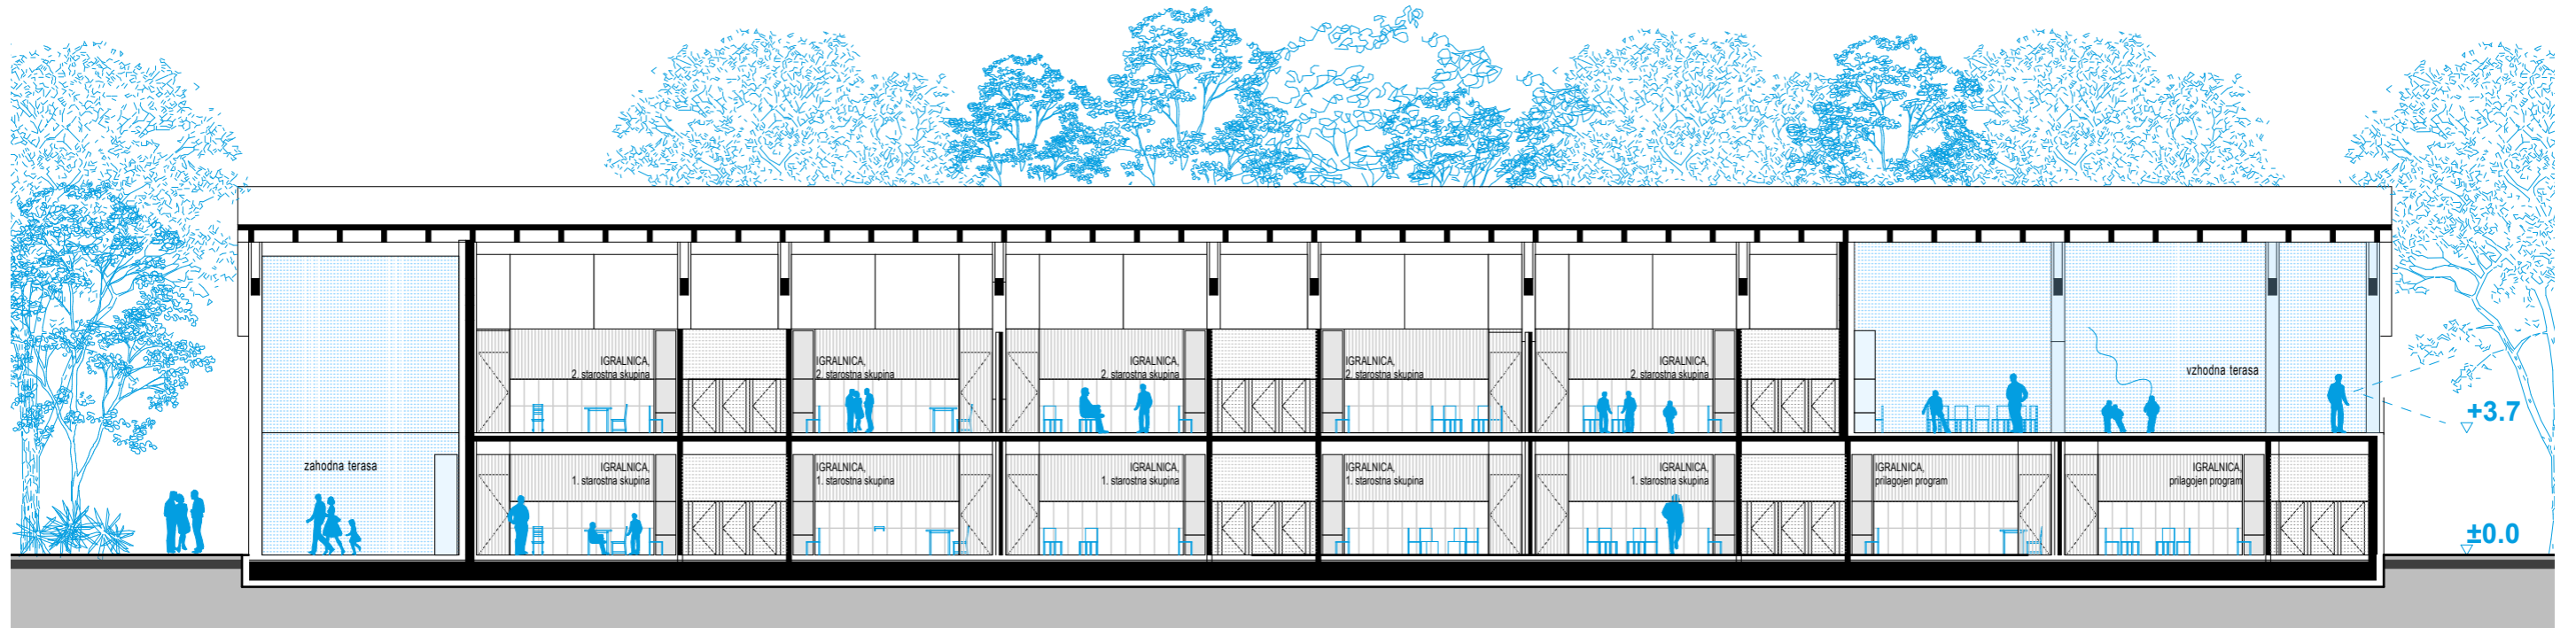 IGRALNICA,
2. starostna skupina
IGRALNICA,
2. starostna skupina
IGRALNICA,
2. starostna skupina
IGRALNICA,
2. starostna skupina
IGRALNICA,
2. starostna skupina
vzhodna terasa
+3.7
zahodna terasa
IGRALNICA,
1. starostna skupina
IGRALNICA,
1. starostna skupina
IGRALNICA,
1. starostna skupina
IGRALNICA,
1. starostna skupina
IGRALNICA,
1. starostna skupina
IGRALNICA,
prilagojen program
IGRALNICA,
prilagojen program
±0.0